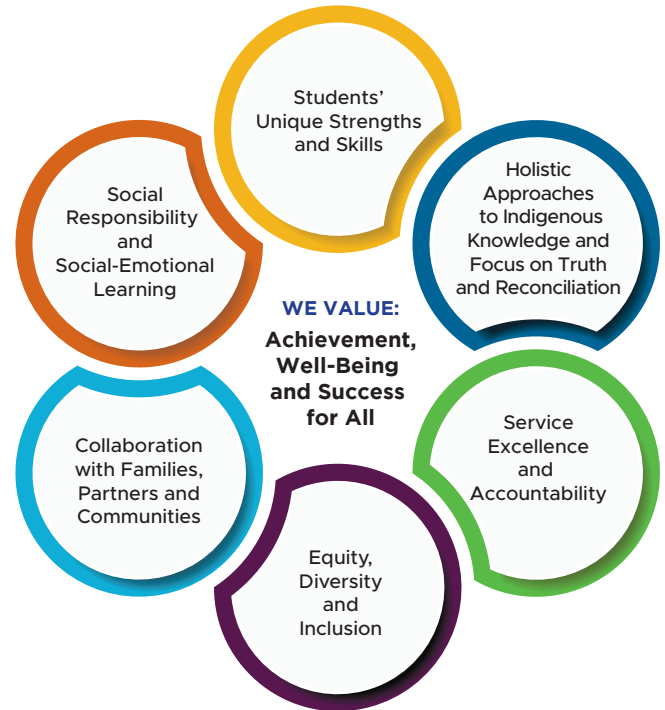 Students'
Unique Strengths
and Skills
Holistic
Approaches
to Indigenous
Knowledge and
Focus on Truth
and Reconciliation
Service
Excellence
and
Accountability
Equity,
Diversity
and
Inclusion
Collaboration
with Families,
Partners and
Communities
Social
Responsibility
and
Social-Emotional
Learning
WE VALUE:
Achievement,
Well-Being
and Success
for All